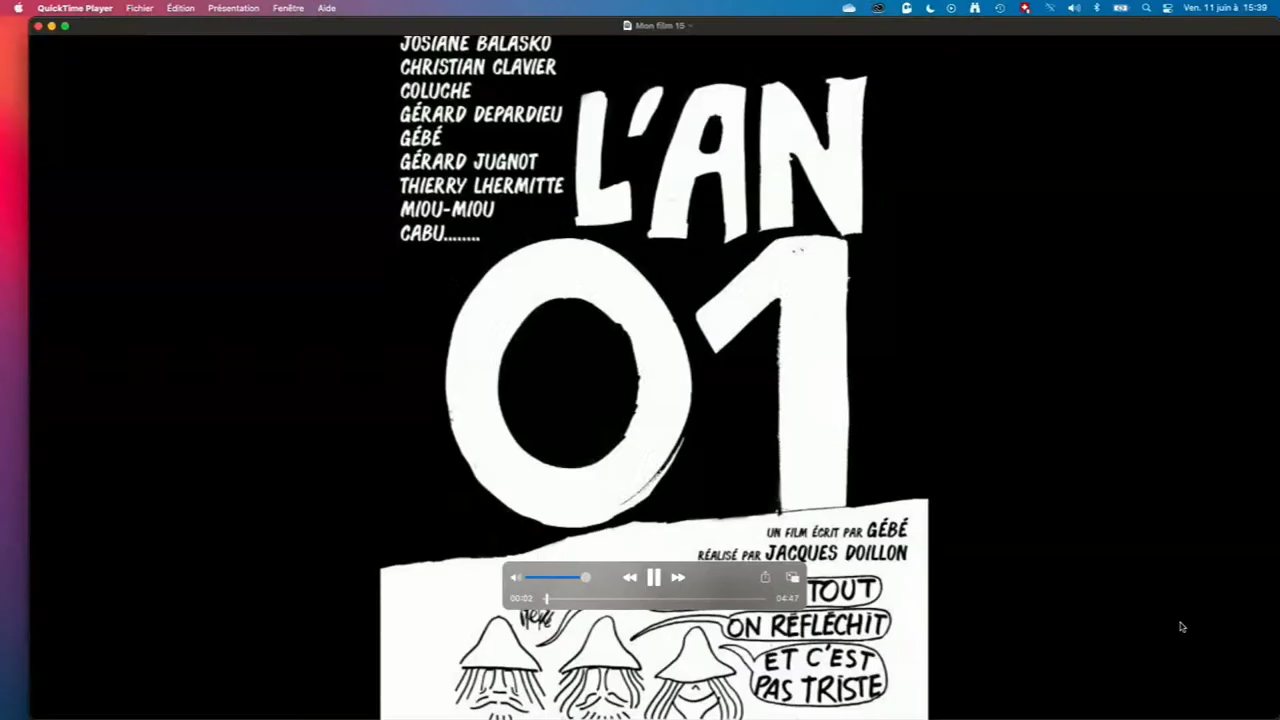 QuickTime Player Fichier Édition Présentation Fenêtre Aide Ven. 11 juin à 15:39
Mon film 15
JOSIANE BALASKO
CHRISTIAN CLAVIER
COLUCHE
GÉRARD DEPARDIEU
GÉBÉ
GÉRARD JUGNOT
THIERRY LHERMITTE
MIOU-MIOU
CABU........
L'AN
01
UN FILM ÉCRIT PAR GÉBÉ
RÉALISÉ PAR JACQUES DOILLON
00:02 04:47
TOUT
ON RÉFLÉCHIT
ET C'EST
PAS TRISTE